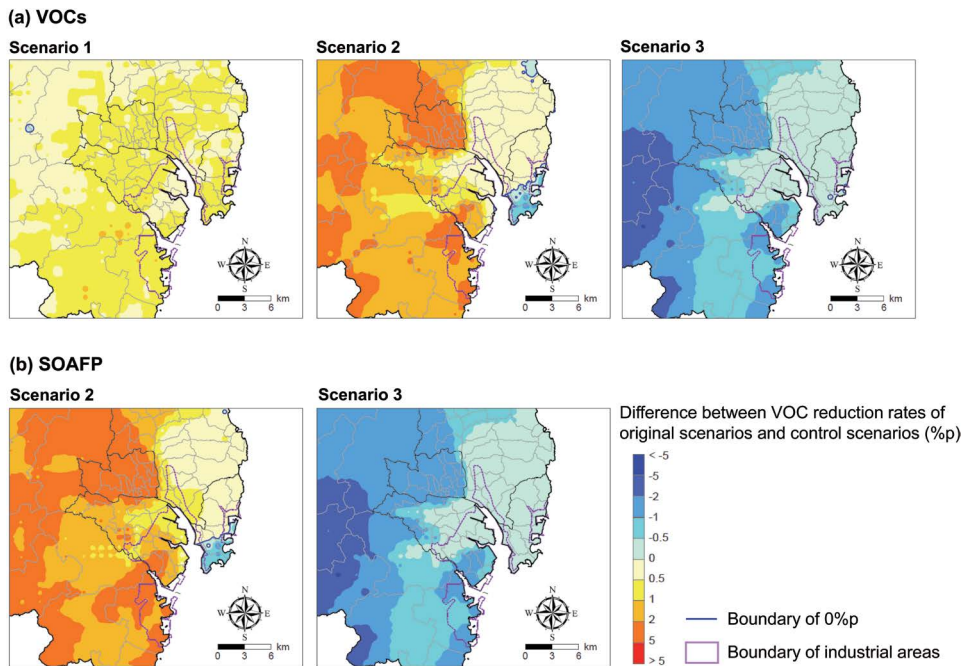 (a) VOCs
Scenario 1
Scenario 2
Scenario 3
N
W E
S
0 3 6 km
N
W E
S
0 3 6 km
N
W E
S
0 3 6 km
(b) SOAFP
Scenario 2
Scenario 3
N
W E
S
0 3 6 km
N
W E
S
0 3 6 km
Difference between VOC reduction rates of
original scenarios and control scenarios (%p)
< -5
-5
-2
-1
-0.5
0
0.5
1
2
5
> 5
Boundary of 0%p
Boundary of industrial areas